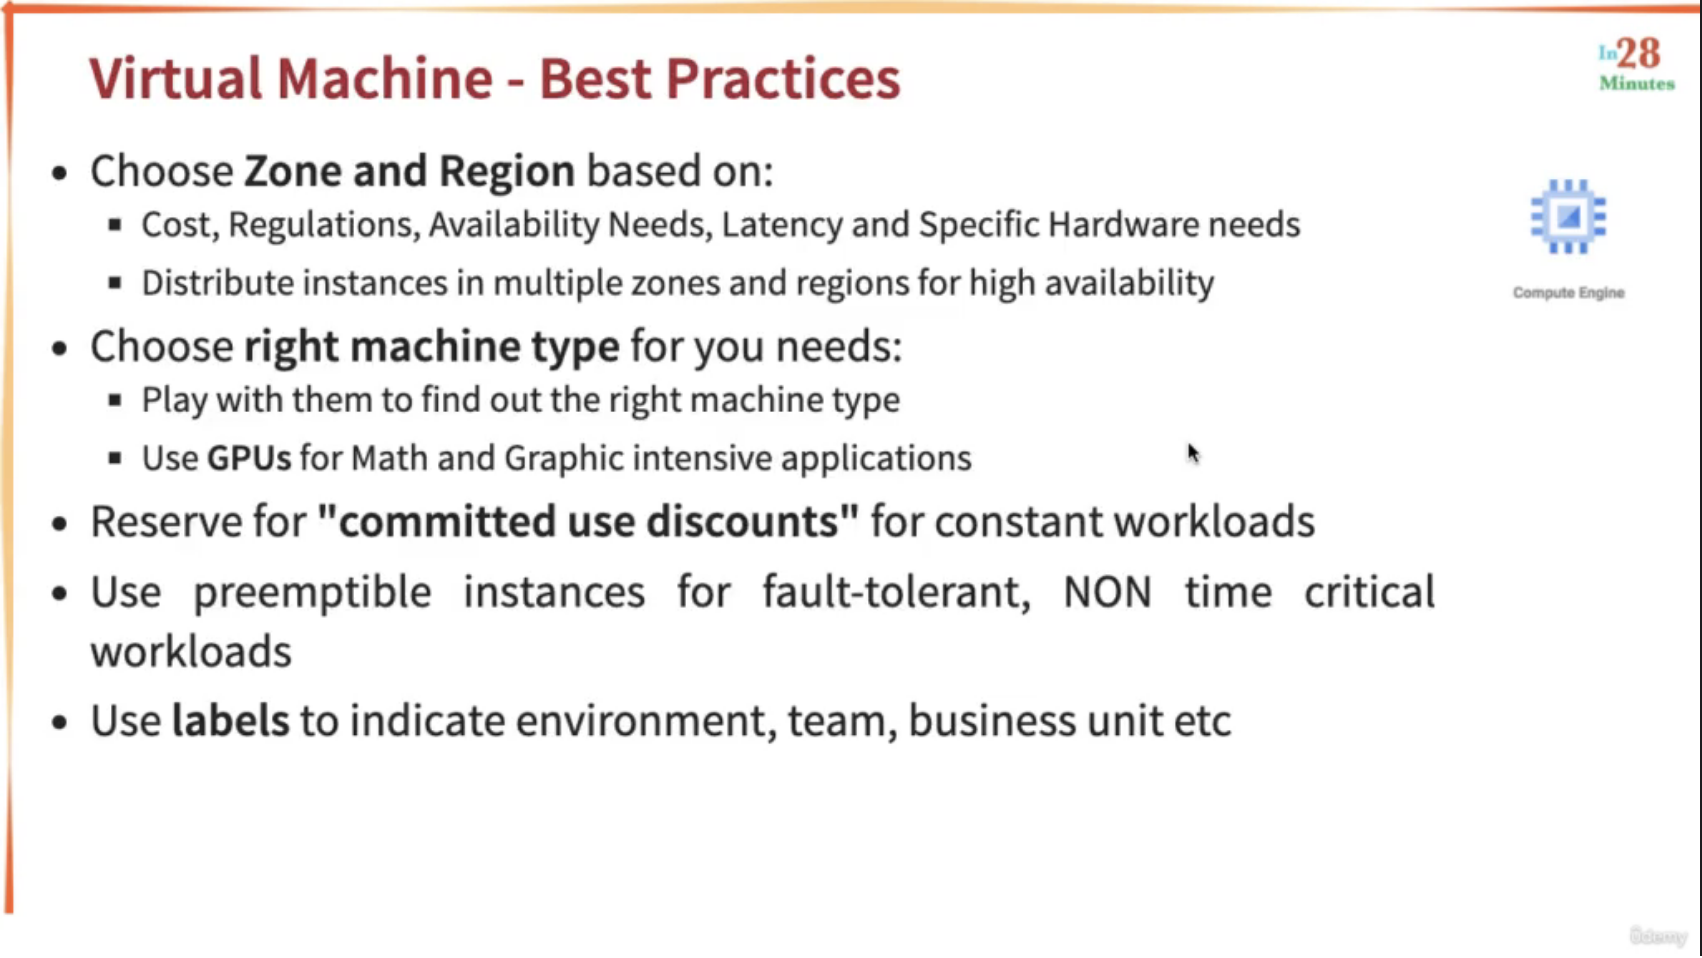 Virtual Machine - Best Practices
In28
Minutes
• Choose Zone and Region based on:
▪ Cost, Regulations, Availability Needs, Latency and Specific Hardware needs
▪ Distribute instances in multiple zones and regions for high availability
Compute Engine
• Choose right machine type for you needs:
▪ Play with them to find out the right machine type
▪ Use GPUs for Math and Graphic intensive applications
• Reserve for "committed use discounts" for constant workloads
• Use preemptible instances for fault-tolerant, NON time critical
workloads
• Use labels to indicate environment, team, business unit etc
ûdemy